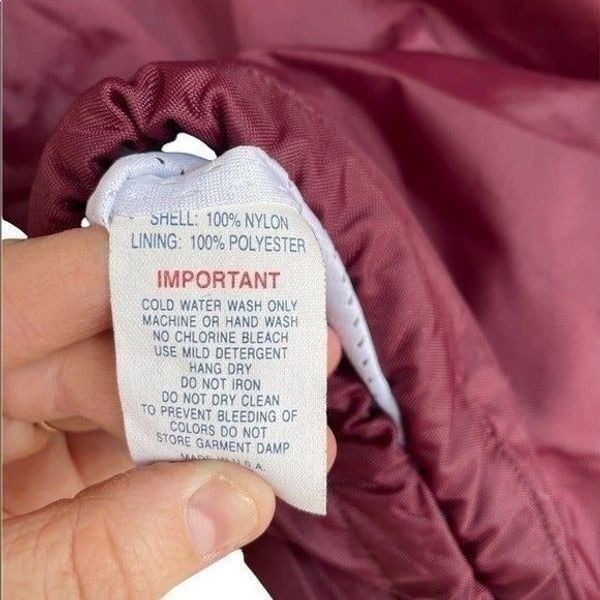 SHELL: 100% NYLON
LINING: 100% POLYESTER
IMPORTANT
COLD WATER WASH ONLY
MACHINE OR HAND WASH
NO CHLORINE BLEACH
USE MILD DETERGENT
HANG DRY
DO NOT IRON
DO NOT DRY CLEAN
TO PREVENT BLEEDING OF
COLORS DO NOT
STORE GARMENT DAMP
MADE IN U.S.A.